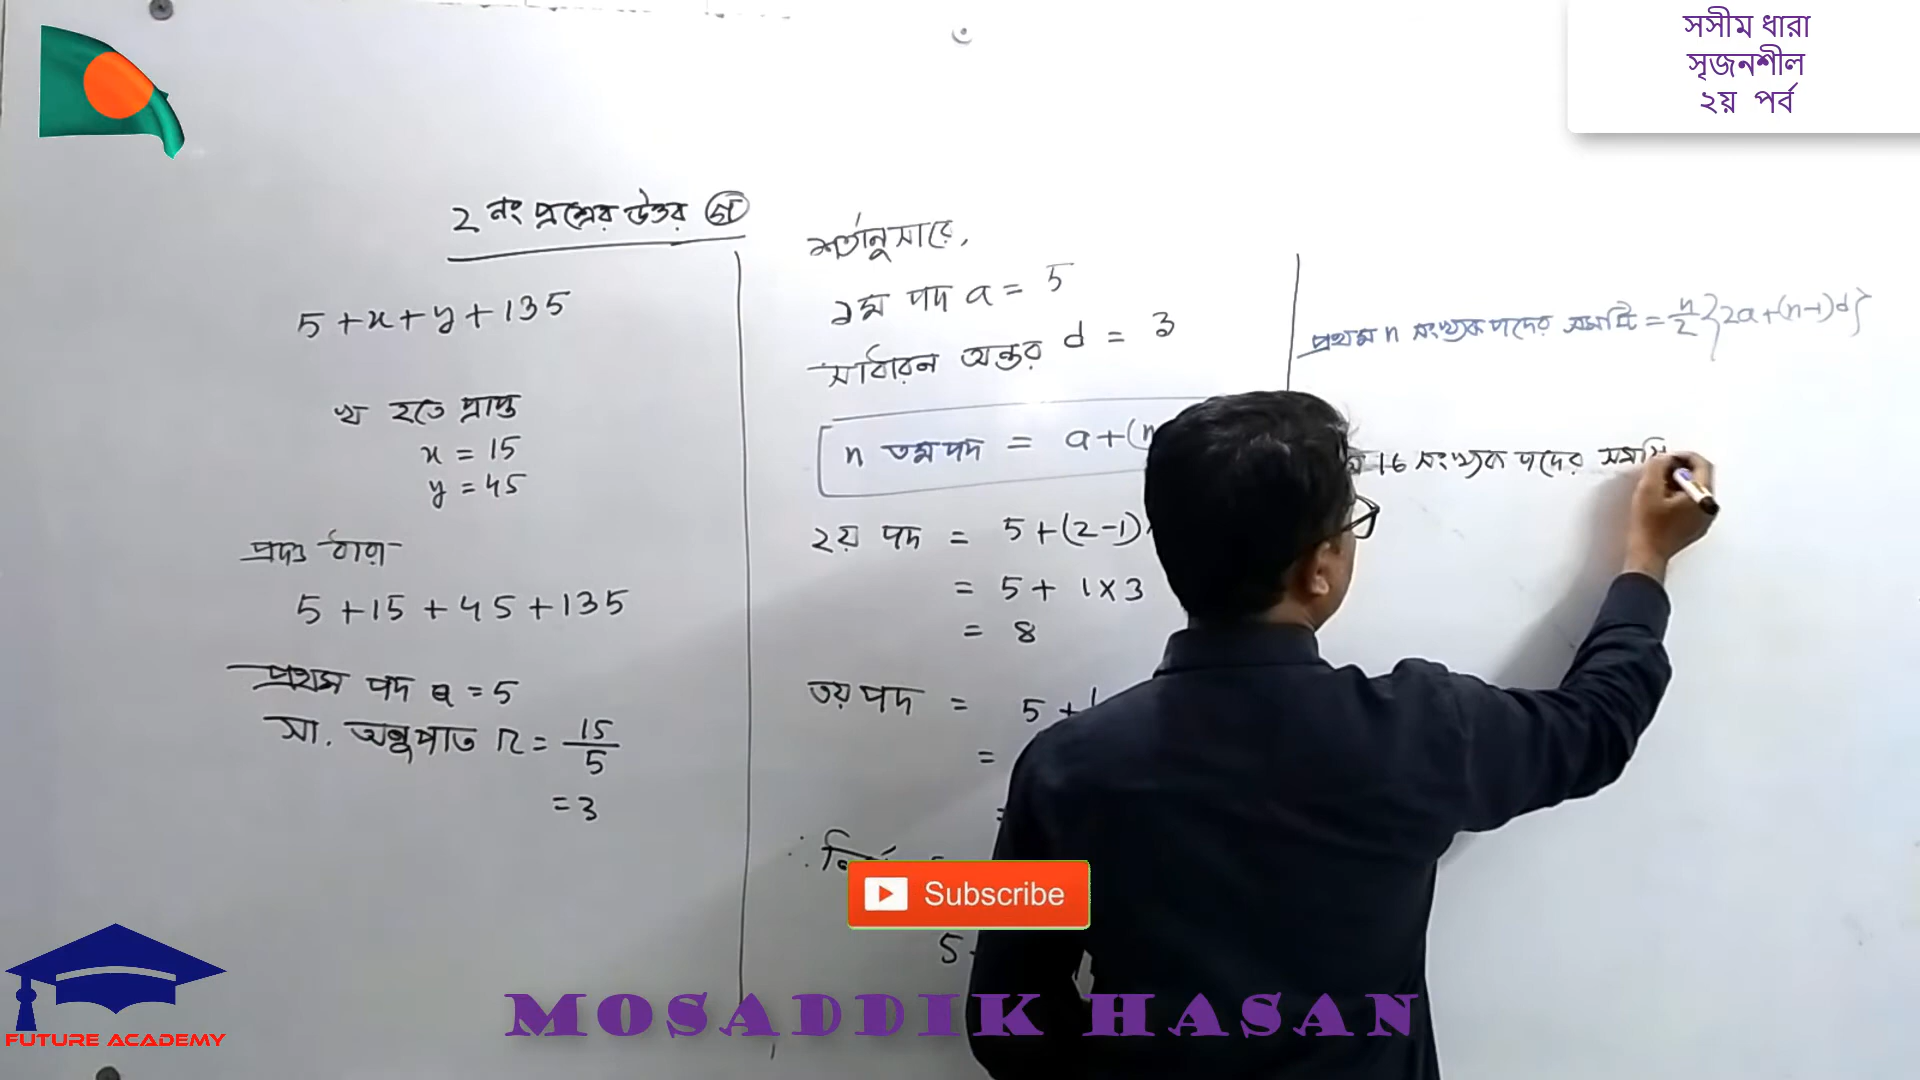 সসীম ধারা
সৃজনশীল
২য় পর্ব
2 নং প্রশ্নের উত্তর (গ)
5 + x + y + 135
খ হতে প্রাপ্ত
x = 15
y = 45
প্রদত্ত ধারা
5 + 15 + 45 + 135
প্রথম পদ a = 5
সা. অনুপাত r = 15/5
= 3
শর্তানুসারে,
১ম পদ a = 5
সাধারন অন্তর d = 3
n তম পদ = a + (n
২য় পদ = 5 + (2-1)
= 5 + 1 × 3
= 8
৩য় পদ = 5 +
=
=
5
প্রথম n সংখ্যক পদের সমষ্টি = n/2 {2a + (n-1)d}
16 সংখ্যক পদের সমষ্টি
Subscribe
FUTURE ACADEMY
MOSADDIK HASAN